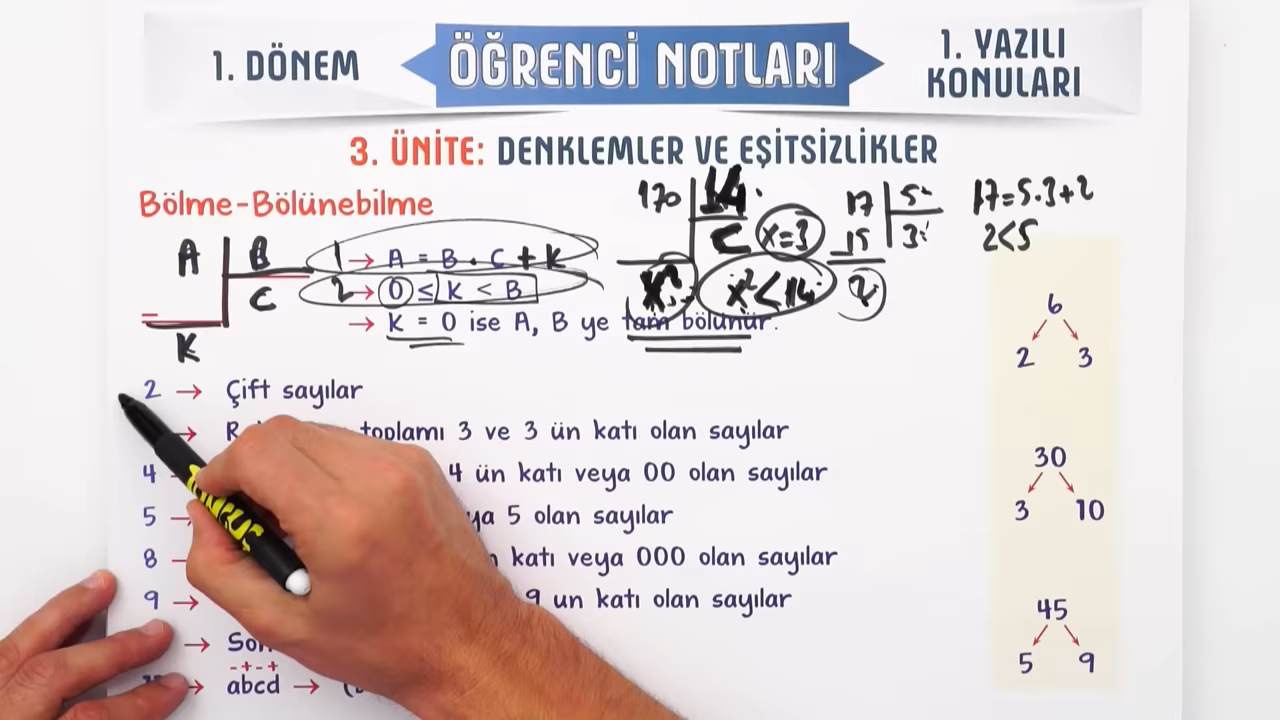 1. DÖNEM
ÖĞRENCİ NOTLARI
1. YAZILI
KONULARI
3. ÜNİTE: DENKLEMLER VE EŞİTSİZLİKLER
Bölme-Bölünebilme
A B
C
K
1 → A = B . C + K
2 → 0 ≤ K < B
→ K = 0 ise A, B ye tam bölünür.
170 14
C x=3
x² < 14
17 5
15 3
2
17=5.3+2
2<5
2 → Çift sayılar
→ toplamı 3 ve 3 ün katı olan sayılar
4 4 ün katı veya 00 olan sayılar
5 → 5 olan sayılar
8 katı veya 000 olan sayılar
9 → 9 un katı olan sayılar
→
-+-+
→ abcd →
6
2 3
30
3 10
45
5 9